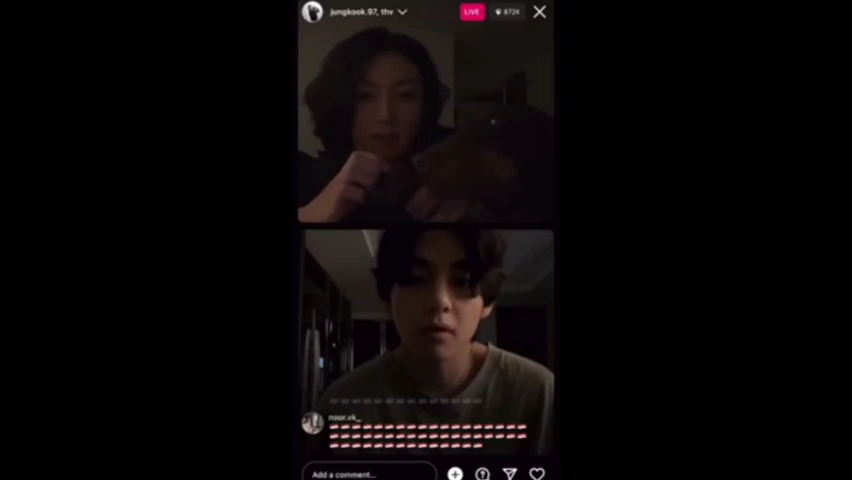 jungkook.97, thv
LIVE
872K
noor.vk_
Add a comment...